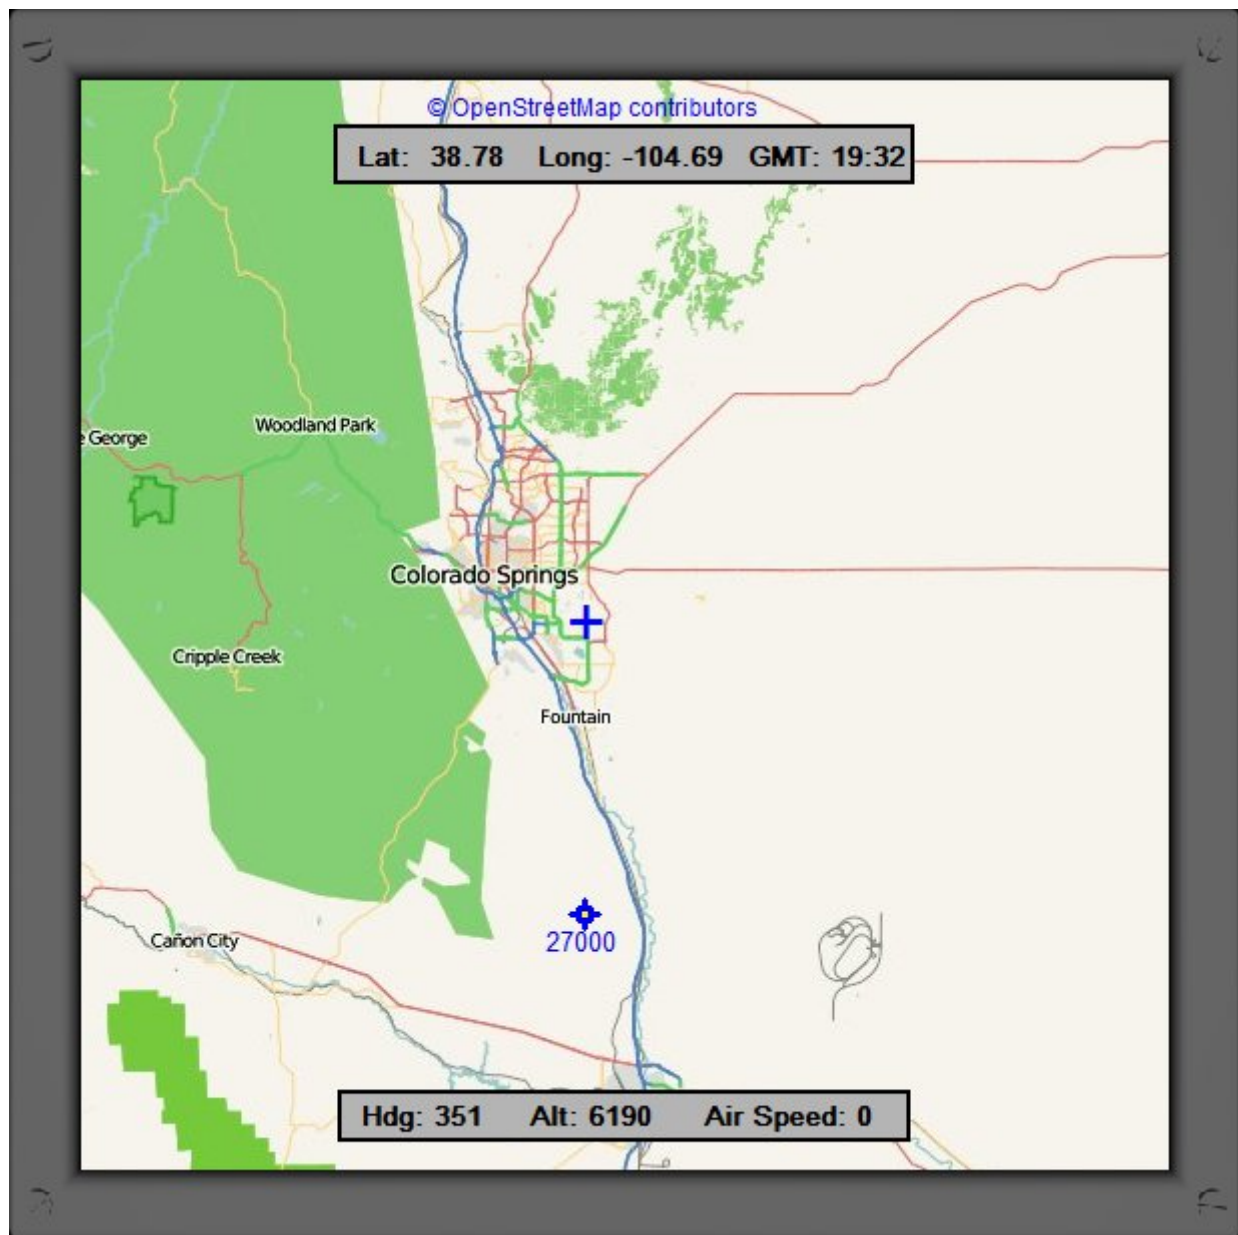 © OpenStreetMap contributors
Lat: 38.78 Long: -104.69 GMT: 19:32
Woodland Park
e George
Colorado Springs
Cripple Creek
Fountain
27000
Cañon City
Hdg: 351 Alt: 6190 Air Speed: 0